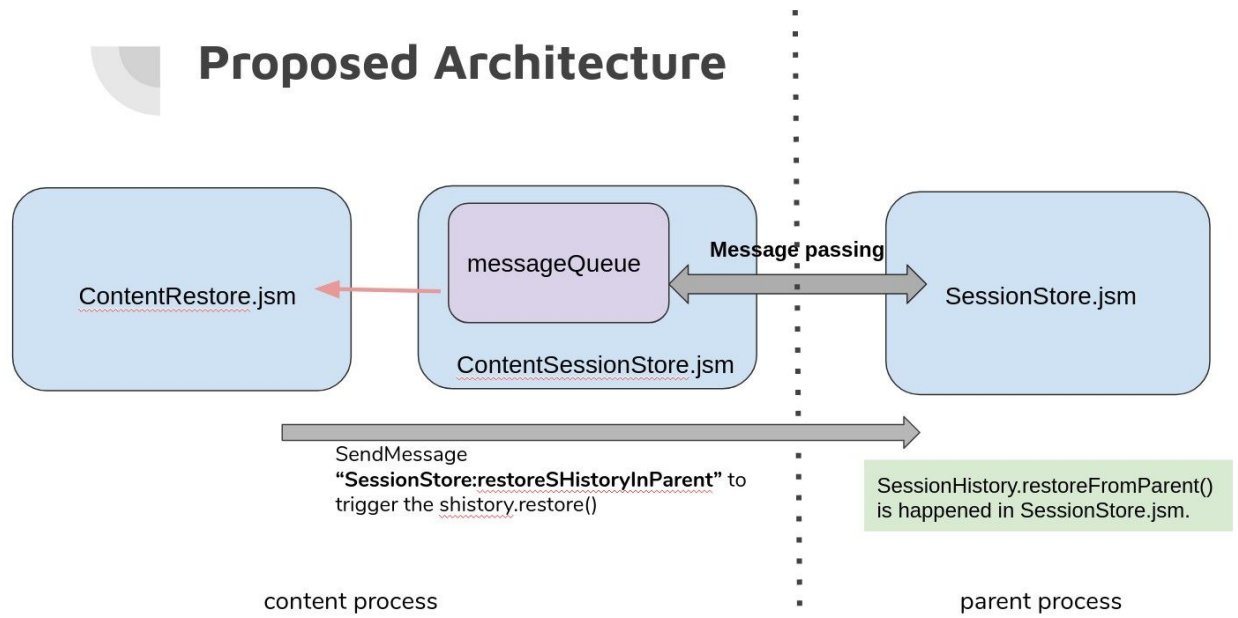 Proposed Architecture
Message passing
messageQueue
ContentRestore.jsm
SessionStore.jsm
ContentSessionStore.jsm
SendMessage
“SessionStore:restoreSHistoryInParent” to
trigger the shistory.restore()
SessionHistory.restoreFromParent()
is happened in SessionStore.jsm.
content process
parent process